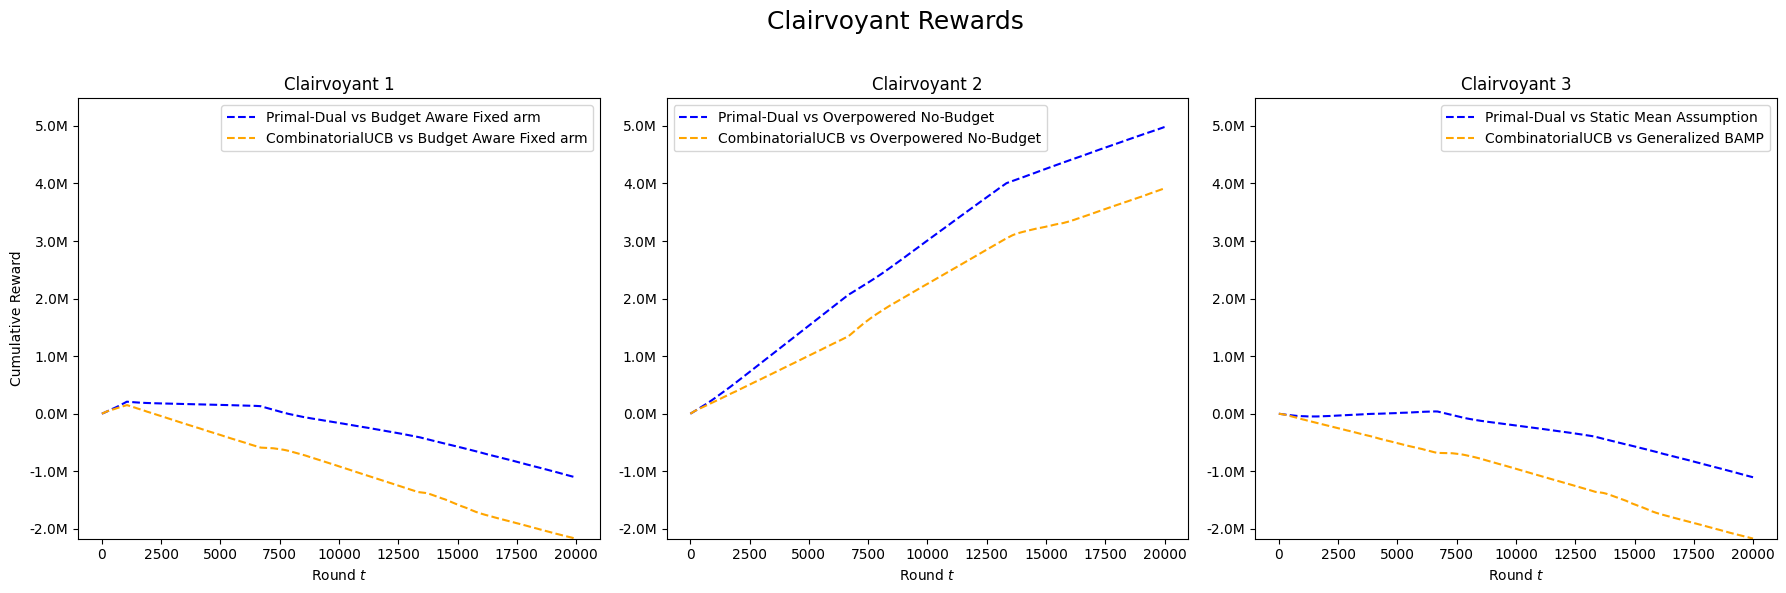 Clairvoyant Rewards
Clairvoyant 1
Primal-Dual vs Budget Aware Fixed arm
CombinatorialUCB vs Budget Aware Fixed arm
5.0M
4.0M
3.0M
2.0M
1.0M
0.0M
-1.0M
-2.0M
Cumulative Reward
0 2500 5000 7500 10000 12500 15000 17500 20000
Round t
Clairvoyant 2
Primal-Dual vs Overpowered No-Budget
CombinatorialUCB vs Overpowered No-Budget
5.0M
4.0M
3.0M
2.0M
1.0M
0.0M
-1.0M
-2.0M
0 2500 5000 7500 10000 12500 15000 17500 20000
Round t
Clairvoyant 3
Primal-Dual vs Static Mean Assumption
CombinatorialUCB vs Generalized BAMP
5.0M
4.0M
3.0M
2.0M
1.0M
0.0M
-1.0M
-2.0M
0 2500 5000 7500 10000 12500 15000 17500 20000
Round t